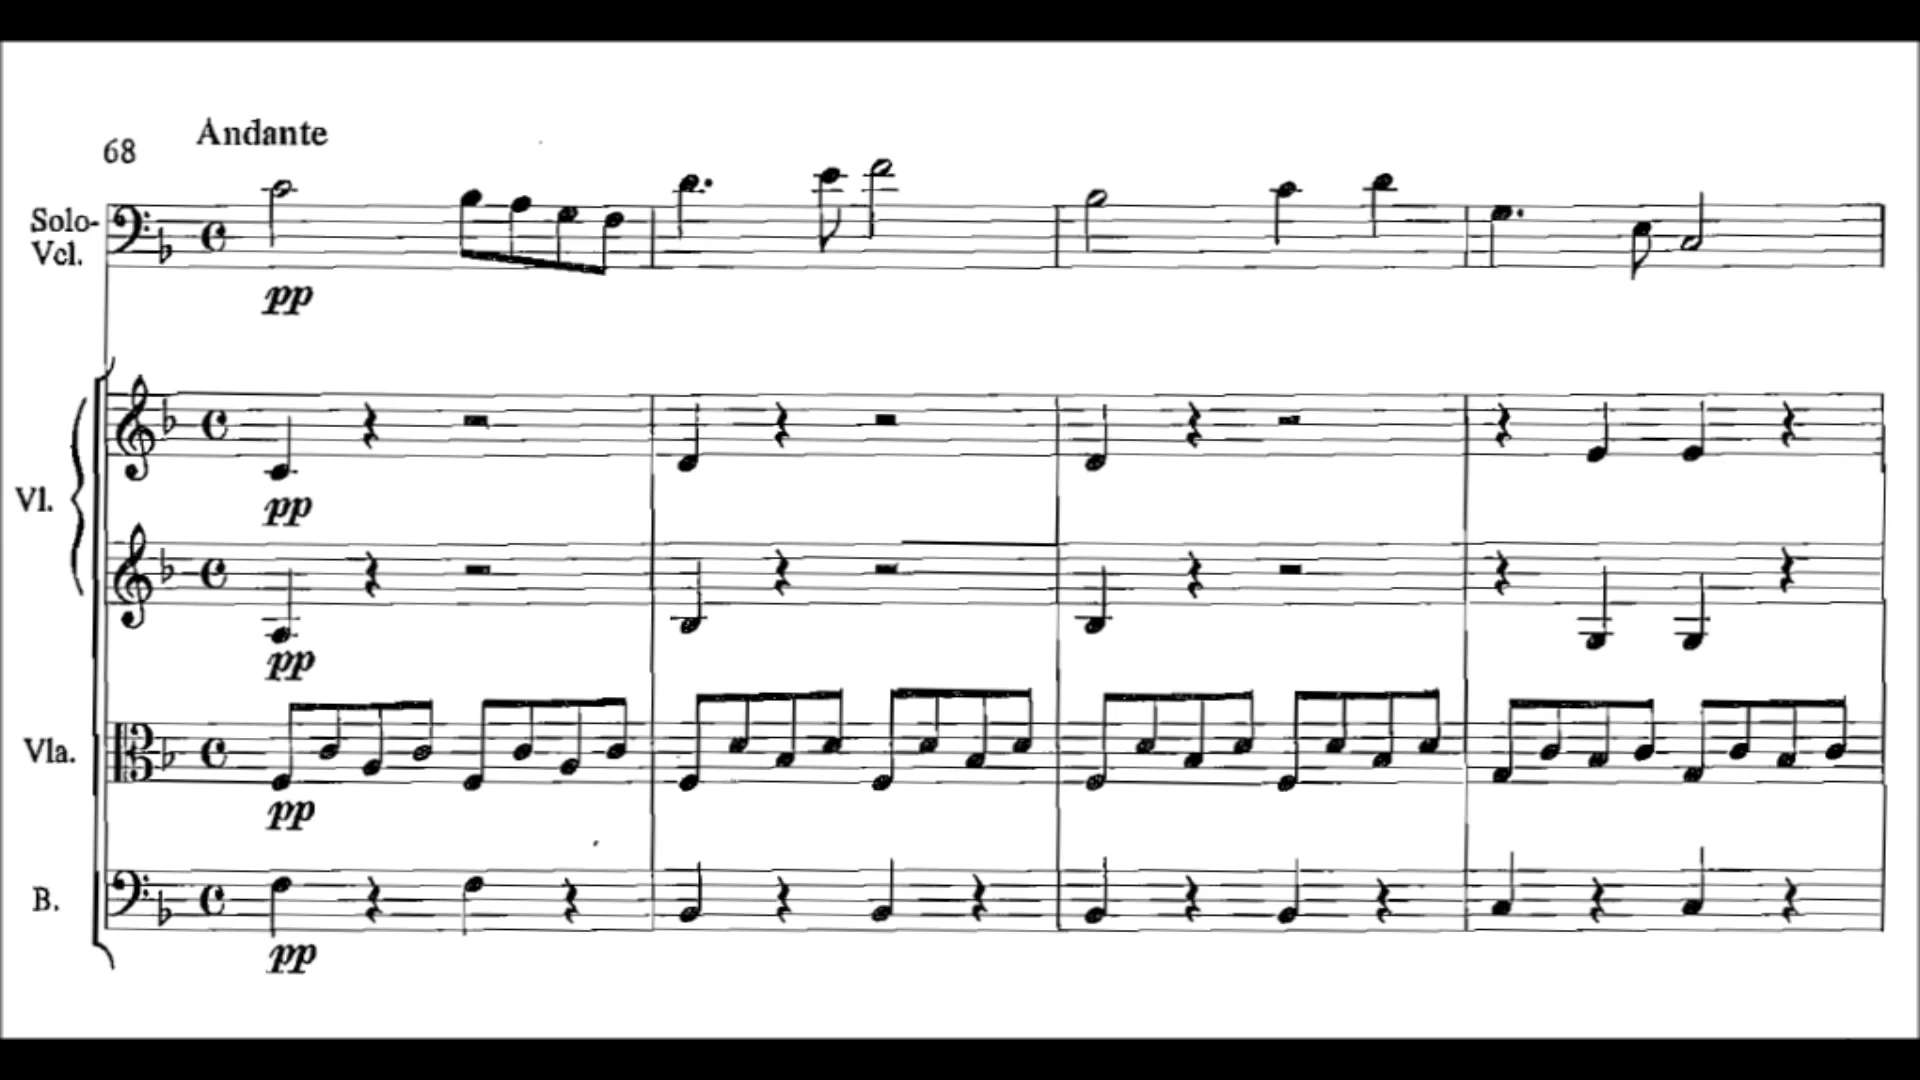 68 Andante
Solo-
Vcl.
pp
Vl.
pp
pp
Vla.
pp
B.
pp